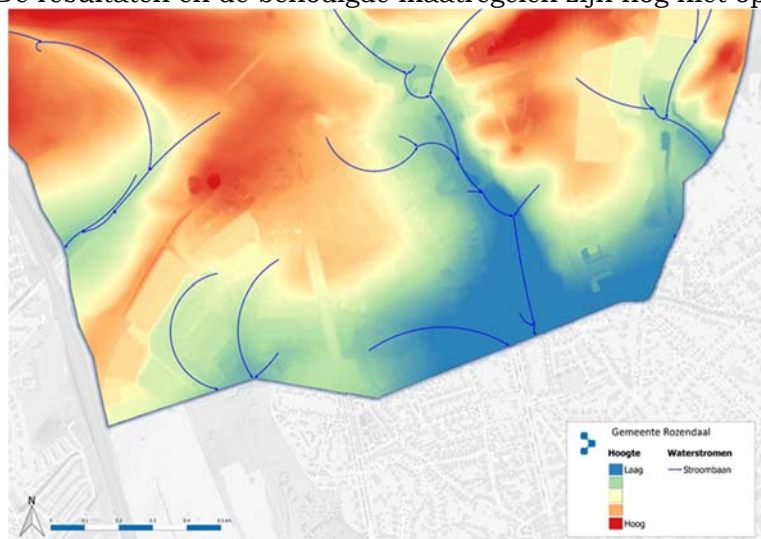 De resultaten en de benodigde maatregelen zijn nog niet op
Gemeente Rozendaal
Hoogte Waterstromen
Laag Stroombaan
Hoog
N